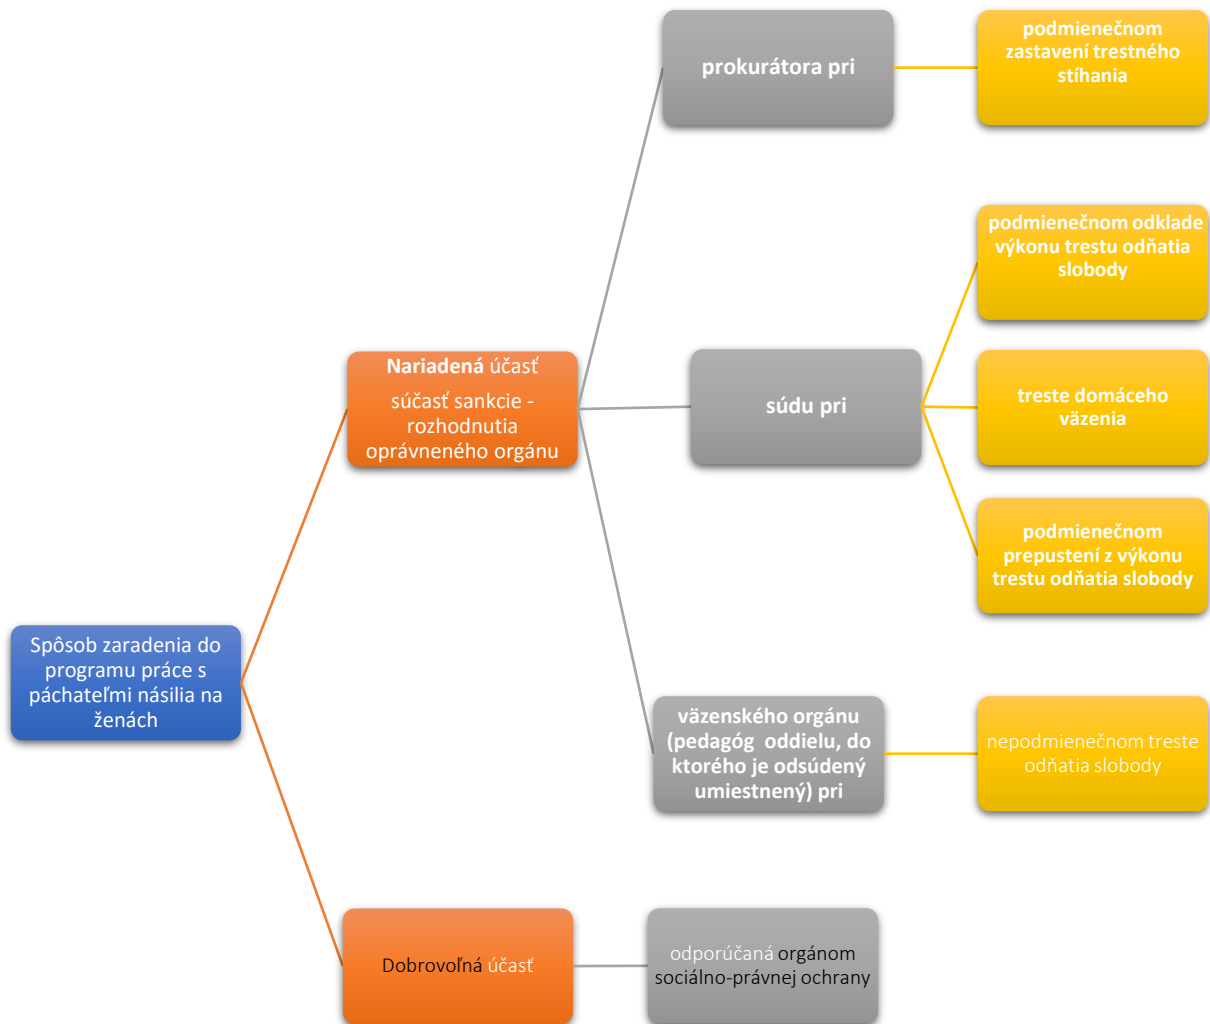 Spôsob zaradenia do
programu práce s
páchateľmi násilia na
ženách
Nariadená účasť
súčasť sankcie -
rozhodnutia
oprávneného orgánu
prokurátora pri
podmienečnom
zastavení trestného
stíhania
súdu pri
podmienečnom odklade
výkonu trestu odňatia
slobody
treste domáceho
väzenia
podmienečnom
prepustení z výkonu
trestu odňatia slobody
väzenského orgánu
(pedagóg oddielu, do
ktorého je odsúdený
umiestnený) pri
nepodmienečnom treste
odňatia slobody
Dobrovoľná účasť
odporúčaná orgánom
sociálno-právnej ochrany